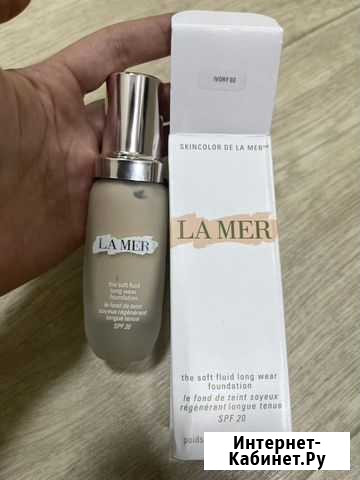 IVORY 02
SKINCOLOR DE LA MER™
LA MER
the soft fluid long wear
foundation
le fond de teint soyeux
régénérant longue tenue
SPF 20
poids
LA MER
the soft fluid
long wear
foundation
le fond de teint
soyeux régénérant
longue tenue
SPF 20
Интернет-
Кабинет.Ру